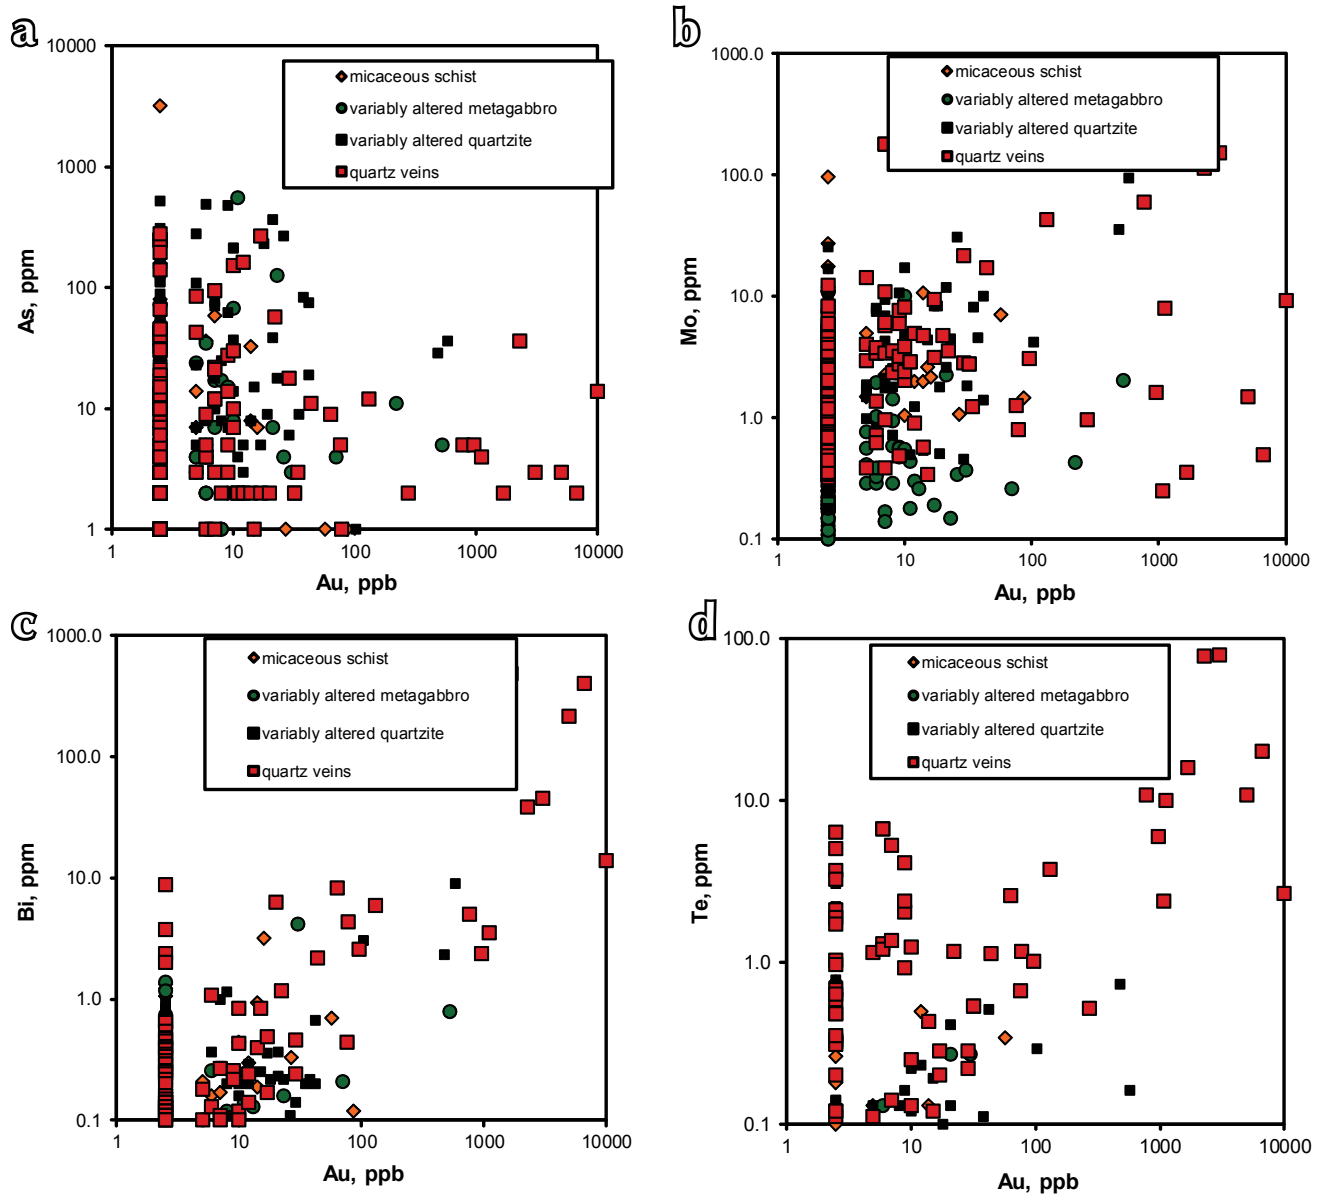 a
10000
1000
100
10
1
As, ppm
micaceous schist
variably altered metagabbro
variably altered quartzite
quartz veins
1 10 100 1000 10000
Au, ppb
b
1000.0
100.0
10.0
1.0
0.1
Mo, ppm
micaceous schist
variably altered metagabbro
variably altered quartzite
quartz veins
1 10 100 1000 10000
Au, ppb
c
1000.0
100.0
10.0
1.0
0.1
Bi, ppm
micaceous schist
variably altered metagabbro
variably altered quartzite
quartz veins
1 10 100 1000 10000
Au, ppb
d
100.0
10.0
1.0
0.1
Te, ppm
micaceous schist
variably altered metagabbro
variably altered quartzite
quartz veins
1 10 100 1000 10000
Au, ppb